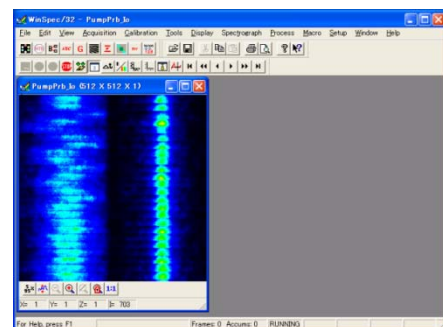 WinSpec/32 - PumpPrb_lo
File Edit View Acquisition Calibration Tools Display Spectrograph Process Macro Setup Window Help
PumpPrb_lo (512 X 512 X 1)
1:1
X= 1 Y= 1 Z= 1 I= 703
For Help, press F1 Frames: 0 Accums: 0 RUNNING